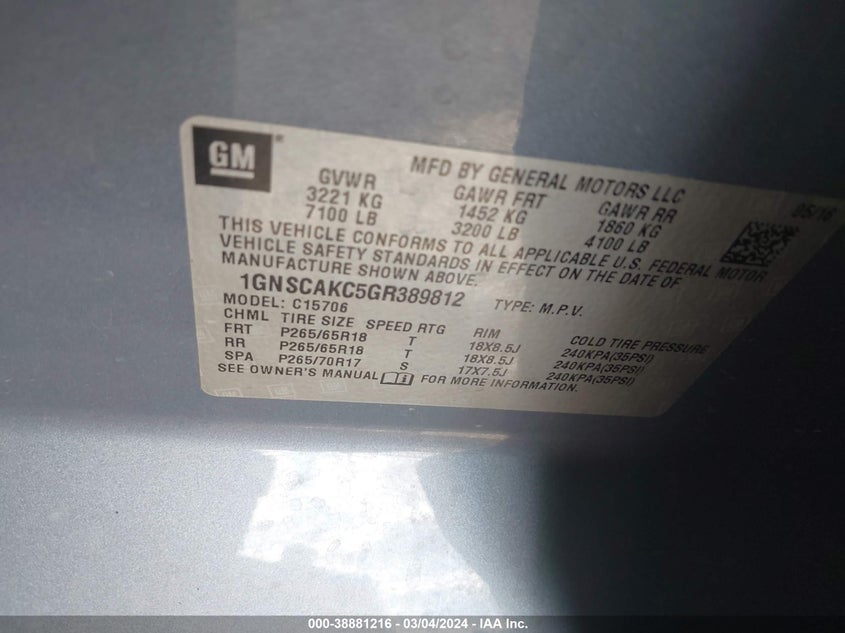 GM®
MFD BY GENERAL MOTORS LLC
GVWR GAWR FRT GAWR RR 05/16
3221 KG 1452 KG 1860 KG
7100 LB 3200 LB 4100 LB
THIS VEHICLE CONFORMS TO ALL APPLICABLE U.S. FEDERAL MOTOR
VEHICLE SAFETY STANDARDS IN EFFECT ON THE DATE OF
MANUFACTURE SHOWN ABOVE.
1GNSCAKC5GR389812 TYPE: M.P.V.
MODEL: C15706
CHML TIRE SIZE SPEED RTG RIM COLD TIRE PRESSURE
FRT P265/65R18 T 18X8.5J 240KPA(35PSI)
RR P265/65R18 T 18X8.5J 240KPA(35PSI)
SPA P265/70R17 S 17X7.5J 240KPA(35PSI)
SEE OWNER'S MANUAL FOR MORE INFORMATION.
000-38881216 - 03/04/2024 - IAA Inc.